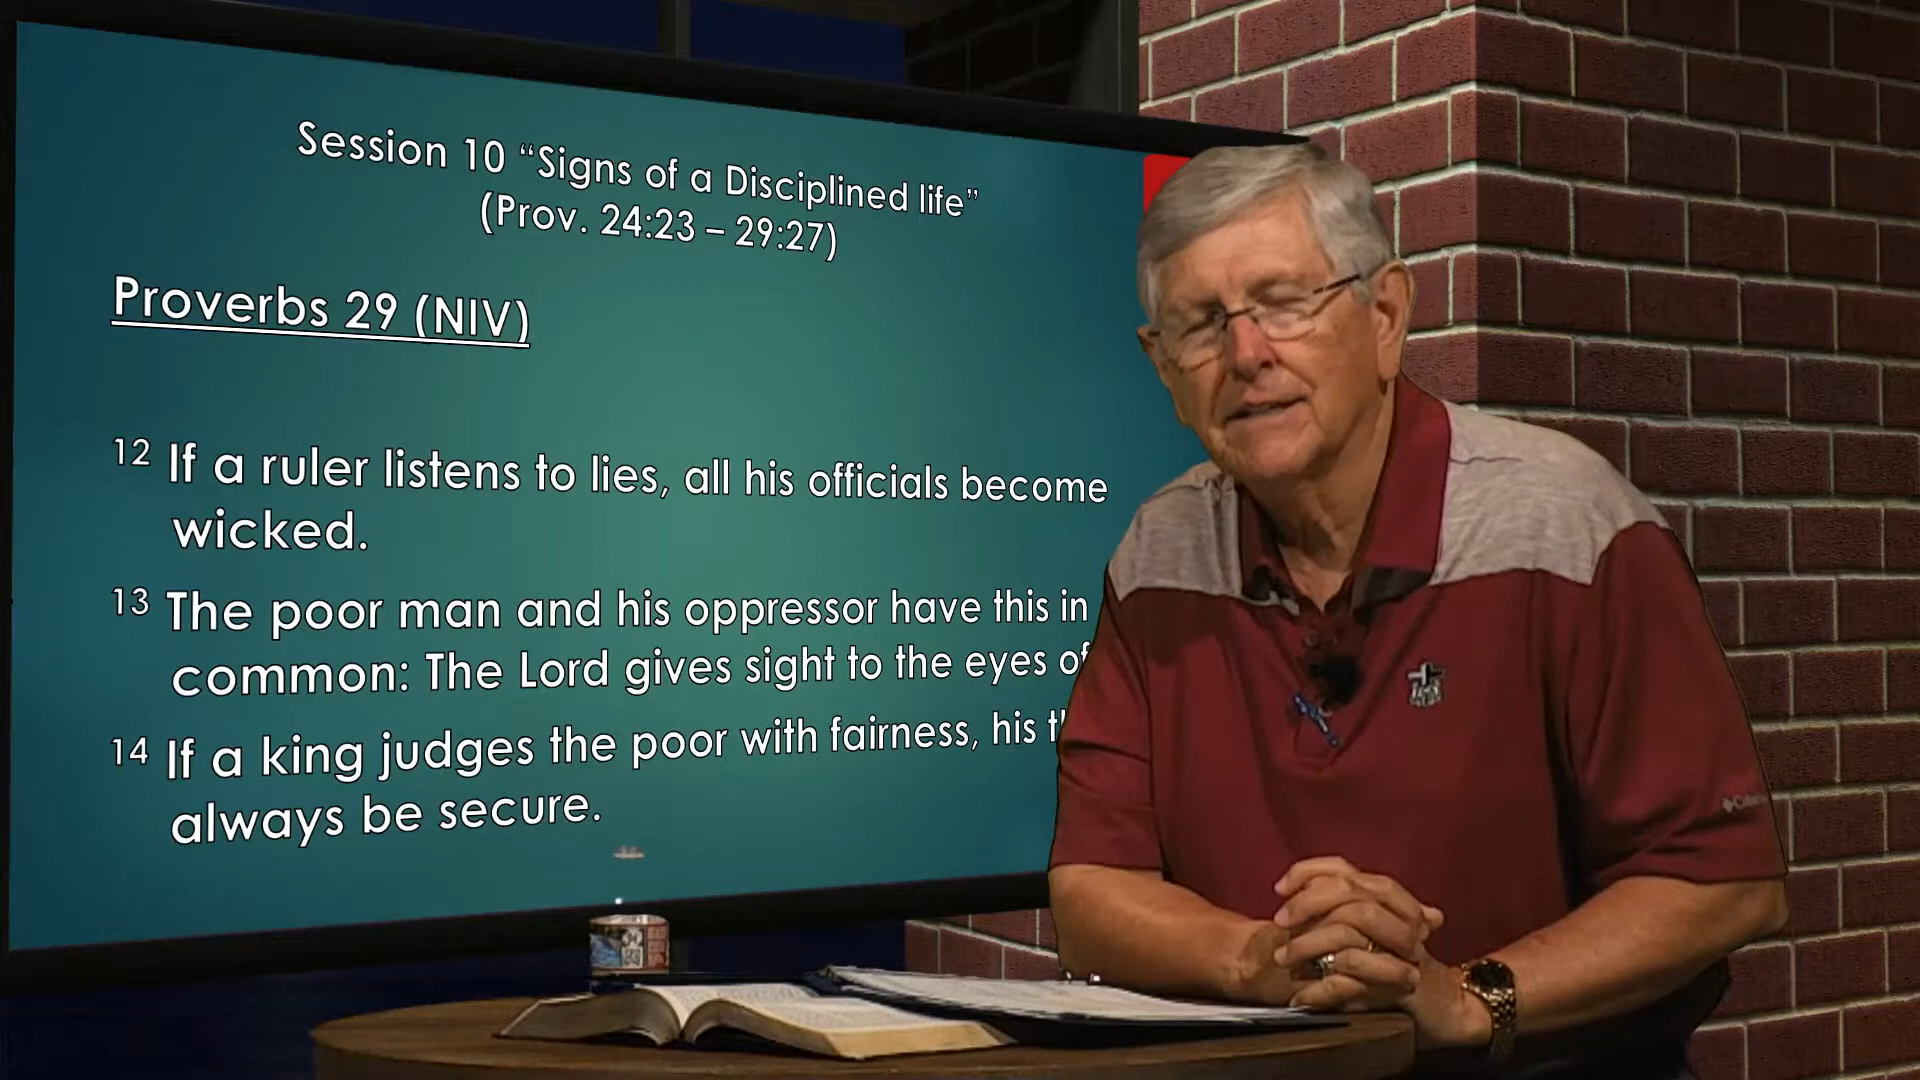 Session 10 “Signs of a Disciplined life”
(Prov. 24:23 – 29:27)
Proverbs 29 (NIV)
12 If a ruler listens to lies, all his officials become
wicked.
13 The poor man and his oppressor have this in
common: The Lord gives sight to the eyes of
14 If a king judges the poor with fairness, his
always be secure.